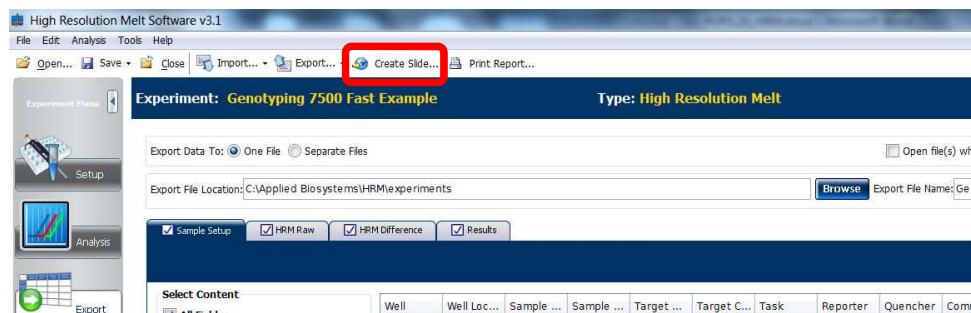 High Resolution Melt Software v3.1
File Edit Analysis Tools Help
Open... Save Close Import... Export... Create Slide... Print Report...
Experiment Menu Experiment: Genotyping 7500 Fast Example Type: High Resolution Melt
Export Data To: One File Separate Files Open file(s) wh
Setup
Export File Location: C:\Applied Biosystems\HRM\experiments Browse Export File Name: Ge
Sample Setup HRM Raw HRM Difference Results
Analysis
Select Content
Export
Well Well Loc... Sample ... Sample ... Target ... Target C... Task Reporter Quencher Com